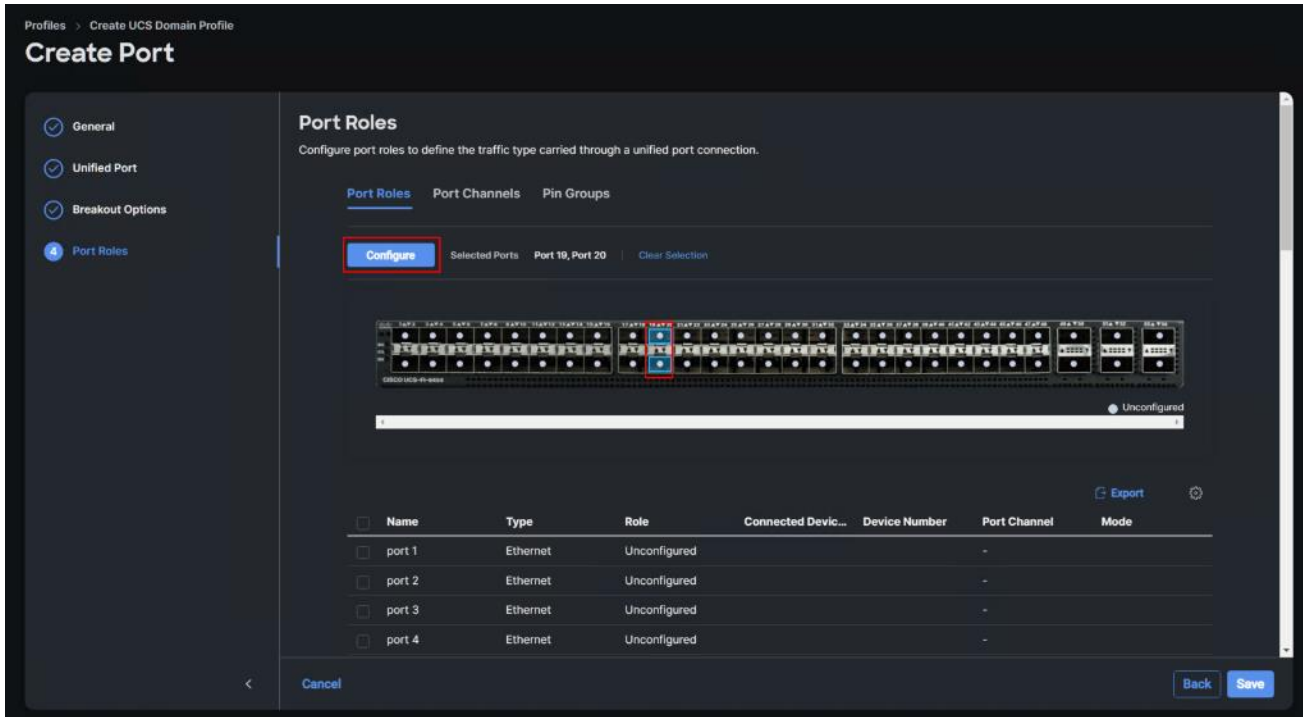 Profiles > Create UCS Domain Profile
Create Port
General
Unified Port
Breakout Options
4 Port Roles
Port Roles
Configure port roles to define the traffic type carried through a unified port connection.
Port Roles Port Channels Pin Groups
Configure Selected Ports Port 19, Port 20 Clear Selection
Unconfigured
Export
Name Type Role Connected Devic... Device Number Port Channel Mode
port 1 Ethernet Unconfigured -
port 2 Ethernet Unconfigured -
port 3 Ethernet Unconfigured -
port 4 Ethernet Unconfigured -
Cancel Back Save